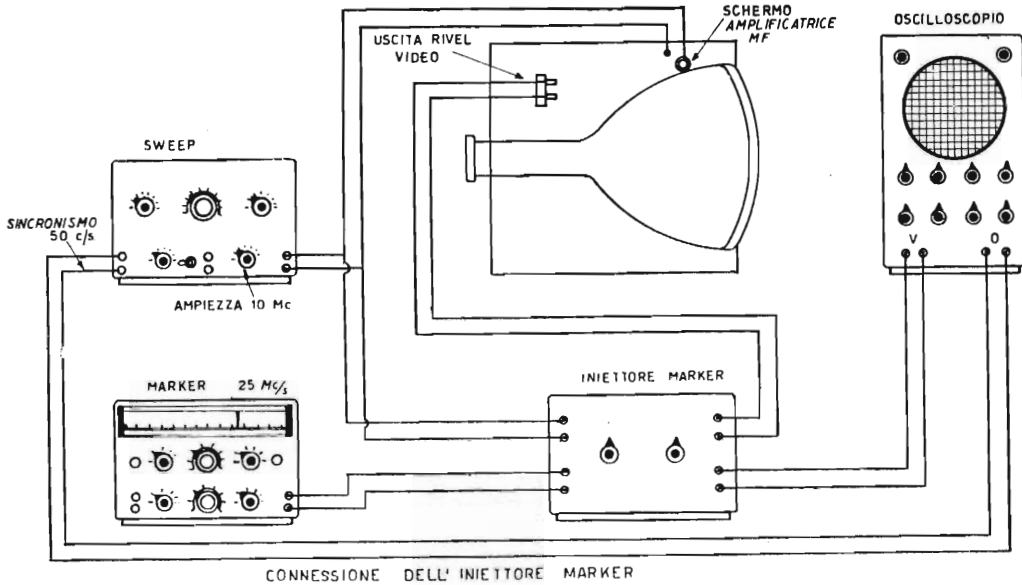 SCHERMO
AMPLIFICATRICE
MF
OSCILLOSCOPIO
USCITA RIVEL
VIDEO
SWEEP
SINCRONISMO
50 c/s
V
O
AMPIEZZA 10 Mc
MARKER 25 Mc/s
INIETTORE MARKER
CONNESSIONE DELL' INIETTORE MARKER